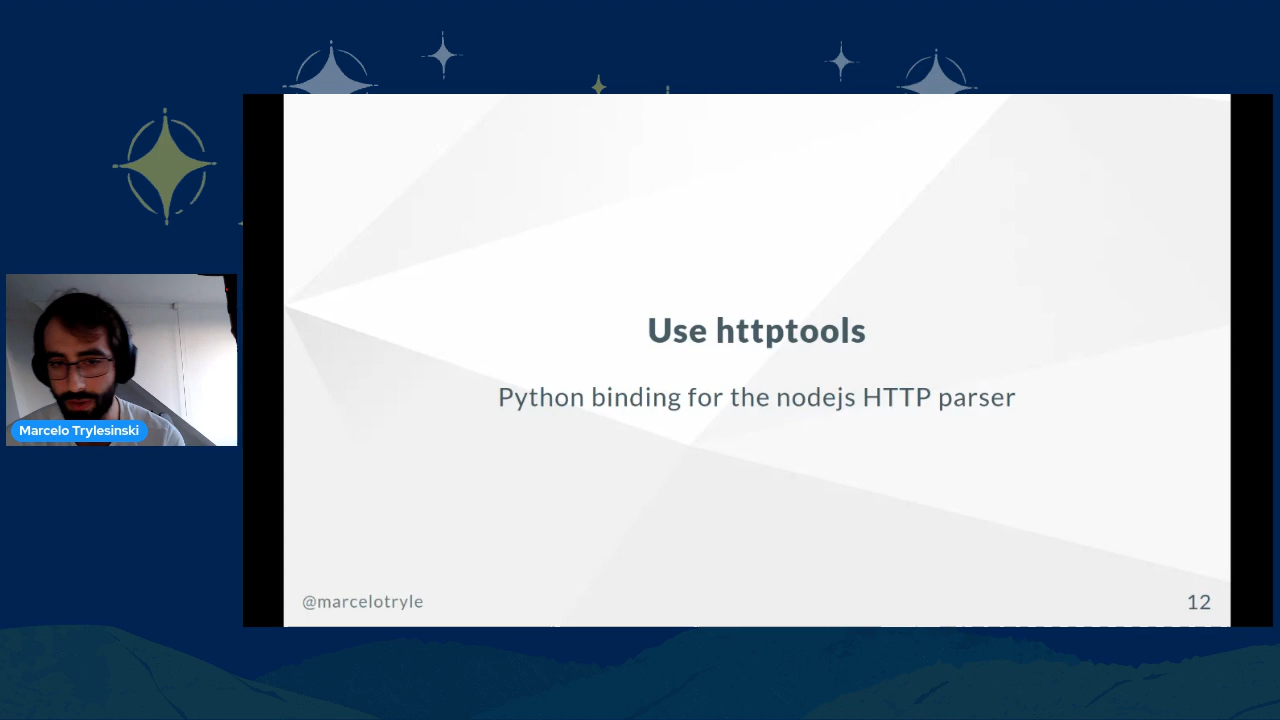 Use httptools
Python binding for the nodejs HTTP parser
Marcelo Trylesinski
@marcelotryle
12